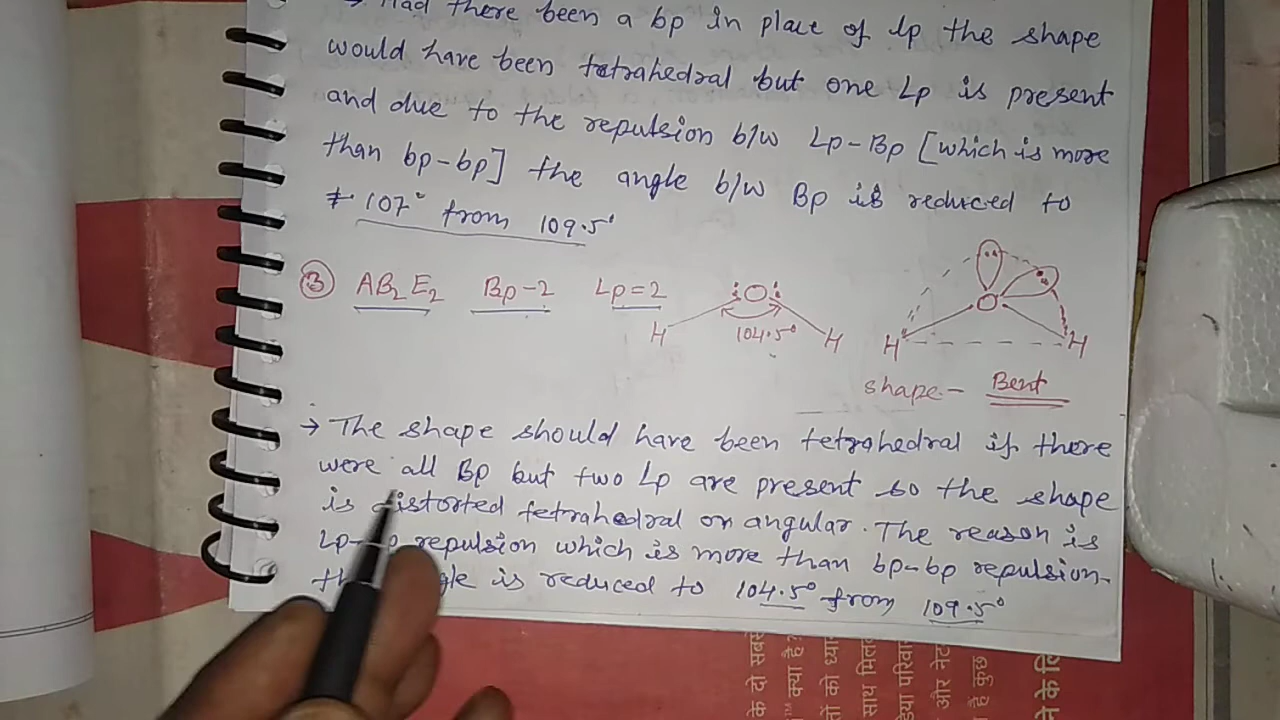 Had there been a bp in place of lp the shape
would have been tetrahedral but one Lp is present
and due to the repulsion b/w Lp-Bp [which is more
than bp-bp] the angle b/w Bp is reduced to
107° from 109.5°
③ AB₂E₂ Bp-2 Lp=2
O
H 104.5° H
O
H H
shape - Bent
→ The shape should have been tetrahedral if there
were all Bp but two Lp are present so the shape
is distorted tetrahedral or angular. The reason is
repulsion which is more than bp-bp repulsion.
is reduced to 104.5° from 109.5°
के दो सबसे
क्या है?
साथ मिल
और नेट